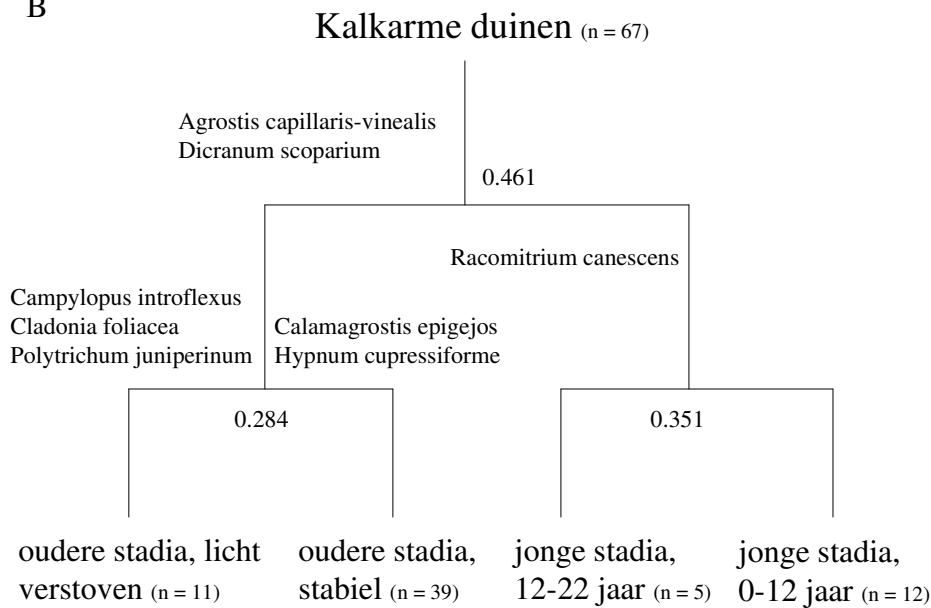 B
Kalkarme duinen (n = 67)
Agrostis capillaris-vinealis
Dicranum scoparium
0.461
Racomitrium canescens
Campylopus introflexus
Cladonia foliacea
Polytrichum juniperinum
Calamagrostis epigejos
Hypnum cupressiforme
0.284
0.351
oudere stadia, licht
verstoven (n = 11)
oudere stadia,
stabiel (n = 39)
jonge stadia,
12-22 jaar (n = 5)
jonge stadia,
0-12 jaar (n = 12)